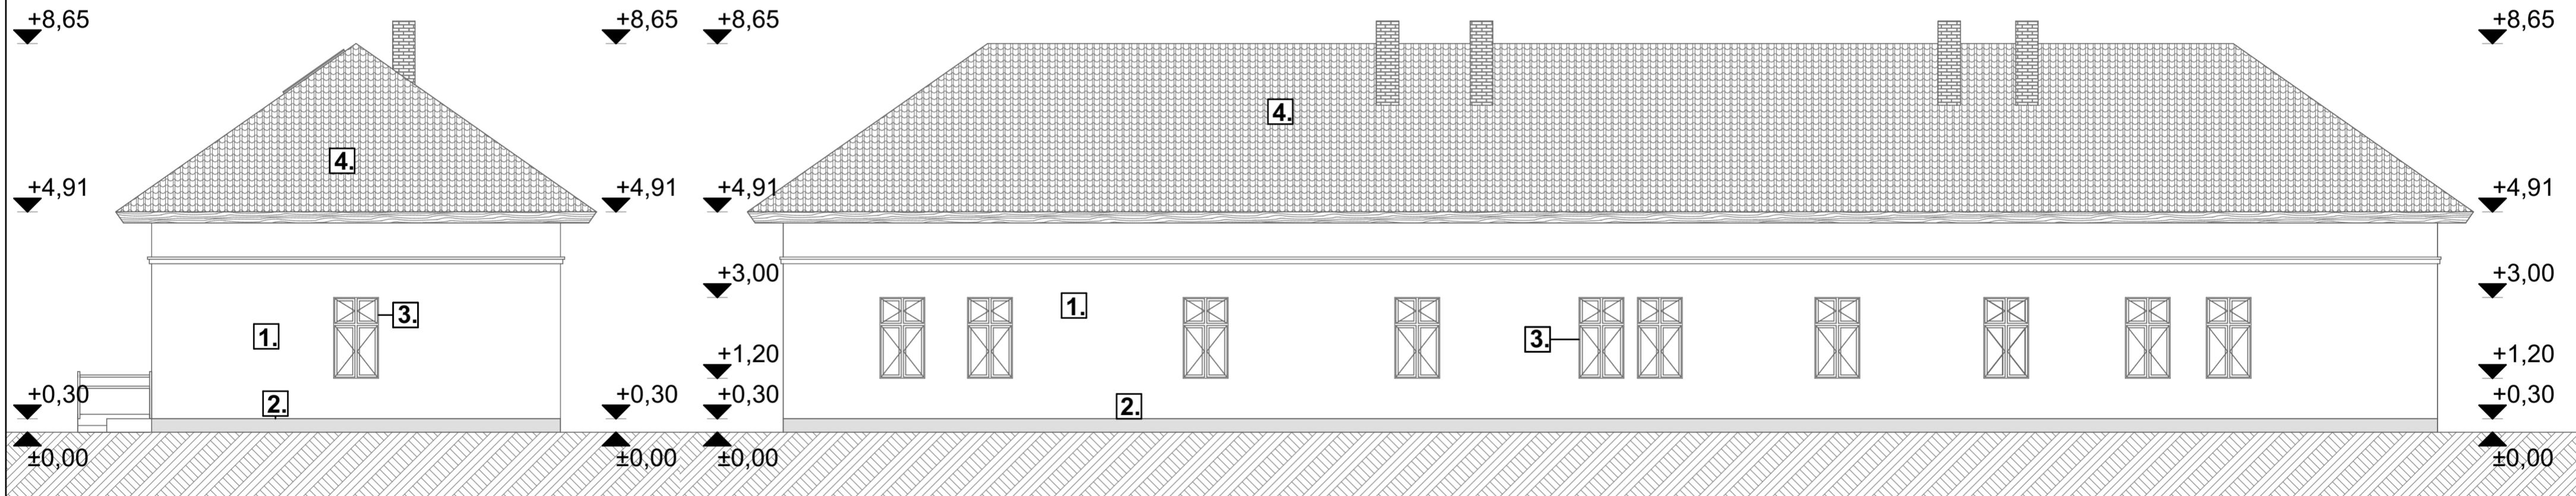 +8,65 +8,65 +8,65 +8,65
4.
4.
+4,91 +4,91 +4,91 +4,91
+3,00 +3,00
1.
3.
1.
3.
+1,20 +1,20
+0,30 +0,30 +0,30 +0,30
2.
2.
±0,00 ±0,00 ±0,00 ±0,00